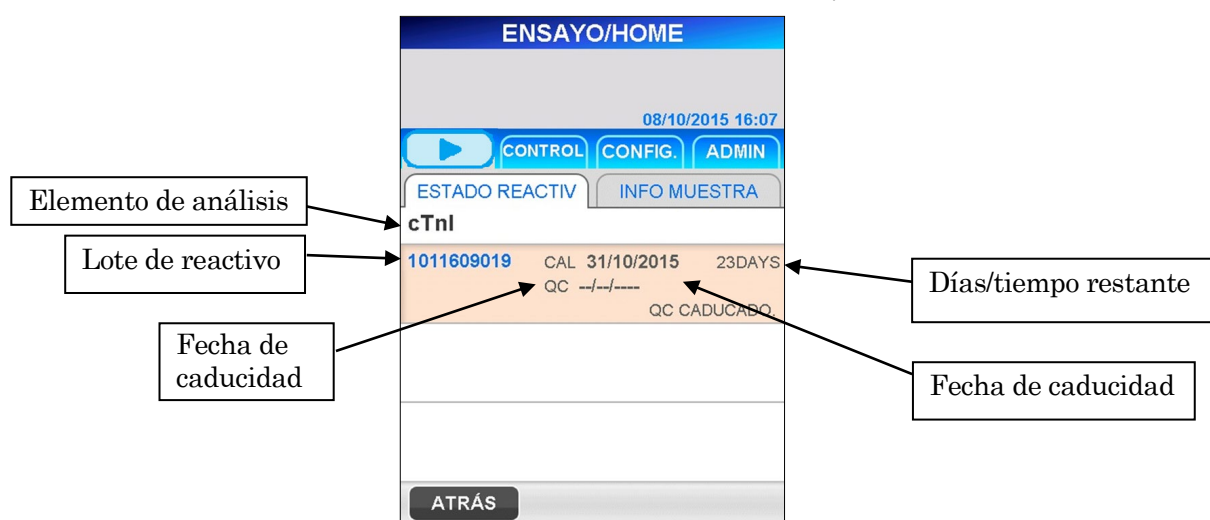 ENSAYO/HOME
08/10/2015 16:07
CONTROL CONFIG. ADMIN
ESTADO REACTIV INFO MUESTRA
Elemento de análisis
cTnI
Lote de reactivo
1011609019 CAL 31/10/2015 23DAYS
QC --/--/----
QC CADUCADO.
Días/tiempo restante
Fecha de
caducidad
Fecha de caducidad
ATRÁS